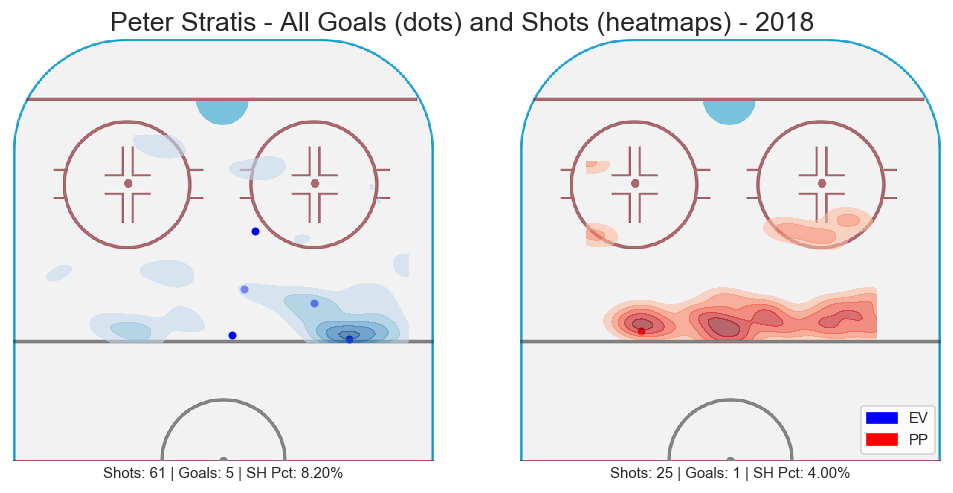 Peter Stratis - All Goals (dots) and Shots (heatmaps) - 2018
EV
PP
Shots: 61 | Goals: 5 | SH Pct: 8.20%
Shots: 25 | Goals: 1 | SH Pct: 4.00%